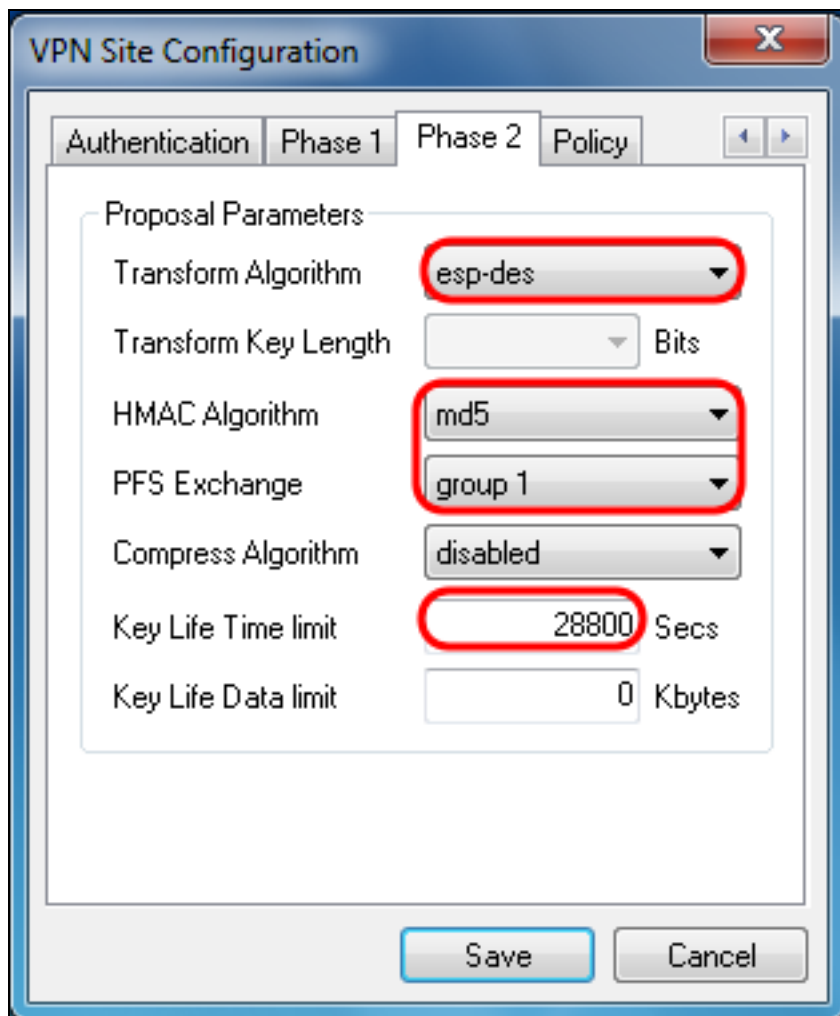 VPN Site Configuration
Authentication Phase 1 Phase 2 Policy
Proposal Parameters
Transform Algorithm esp-des
Transform Key Length Bits
HMAC Algorithm md5
PFS Exchange group 1
Compress Algorithm disabled
Key Life Time limit 28800 Secs
Key Life Data limit 0 Kbytes
Save Cancel